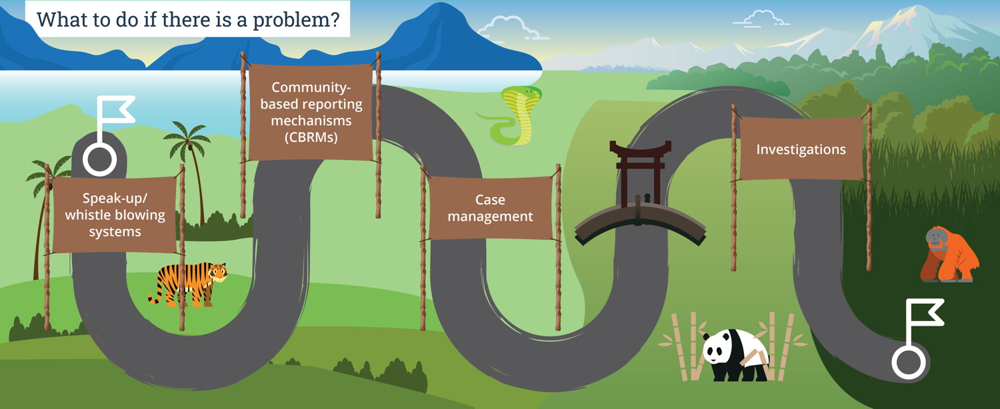 What to do if there is a problem?
Speak-up/
whistle blowing
systems
Community-
based reporting
mechanisms
(CBRMs)
Case
management
Investigations